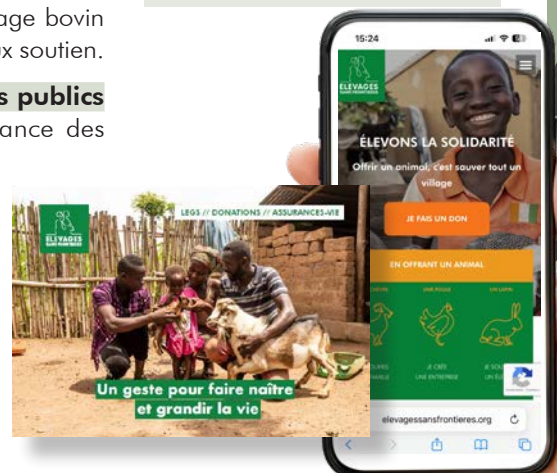 age bovin
x soutien.
s publics
ance des
LEGS // DONATIONS // ASSURANCES-VIE
ELEVAGES
SANS FRONTIERES
Un geste pour faire naître
et grandir la vie
15:24
ELEVAGES
SANS FRONTIERES
ÉLEVONS LA SOLIDARITÉ
Offrir un animal, c'est sauver tout un
village
JE FAIS UN DON
EN OFFRANT UN ANIMAL
UNE POULE
UN LAPIN
JE CRÉE
UNE ENTREPRISE
elevagessansfrontieres.org